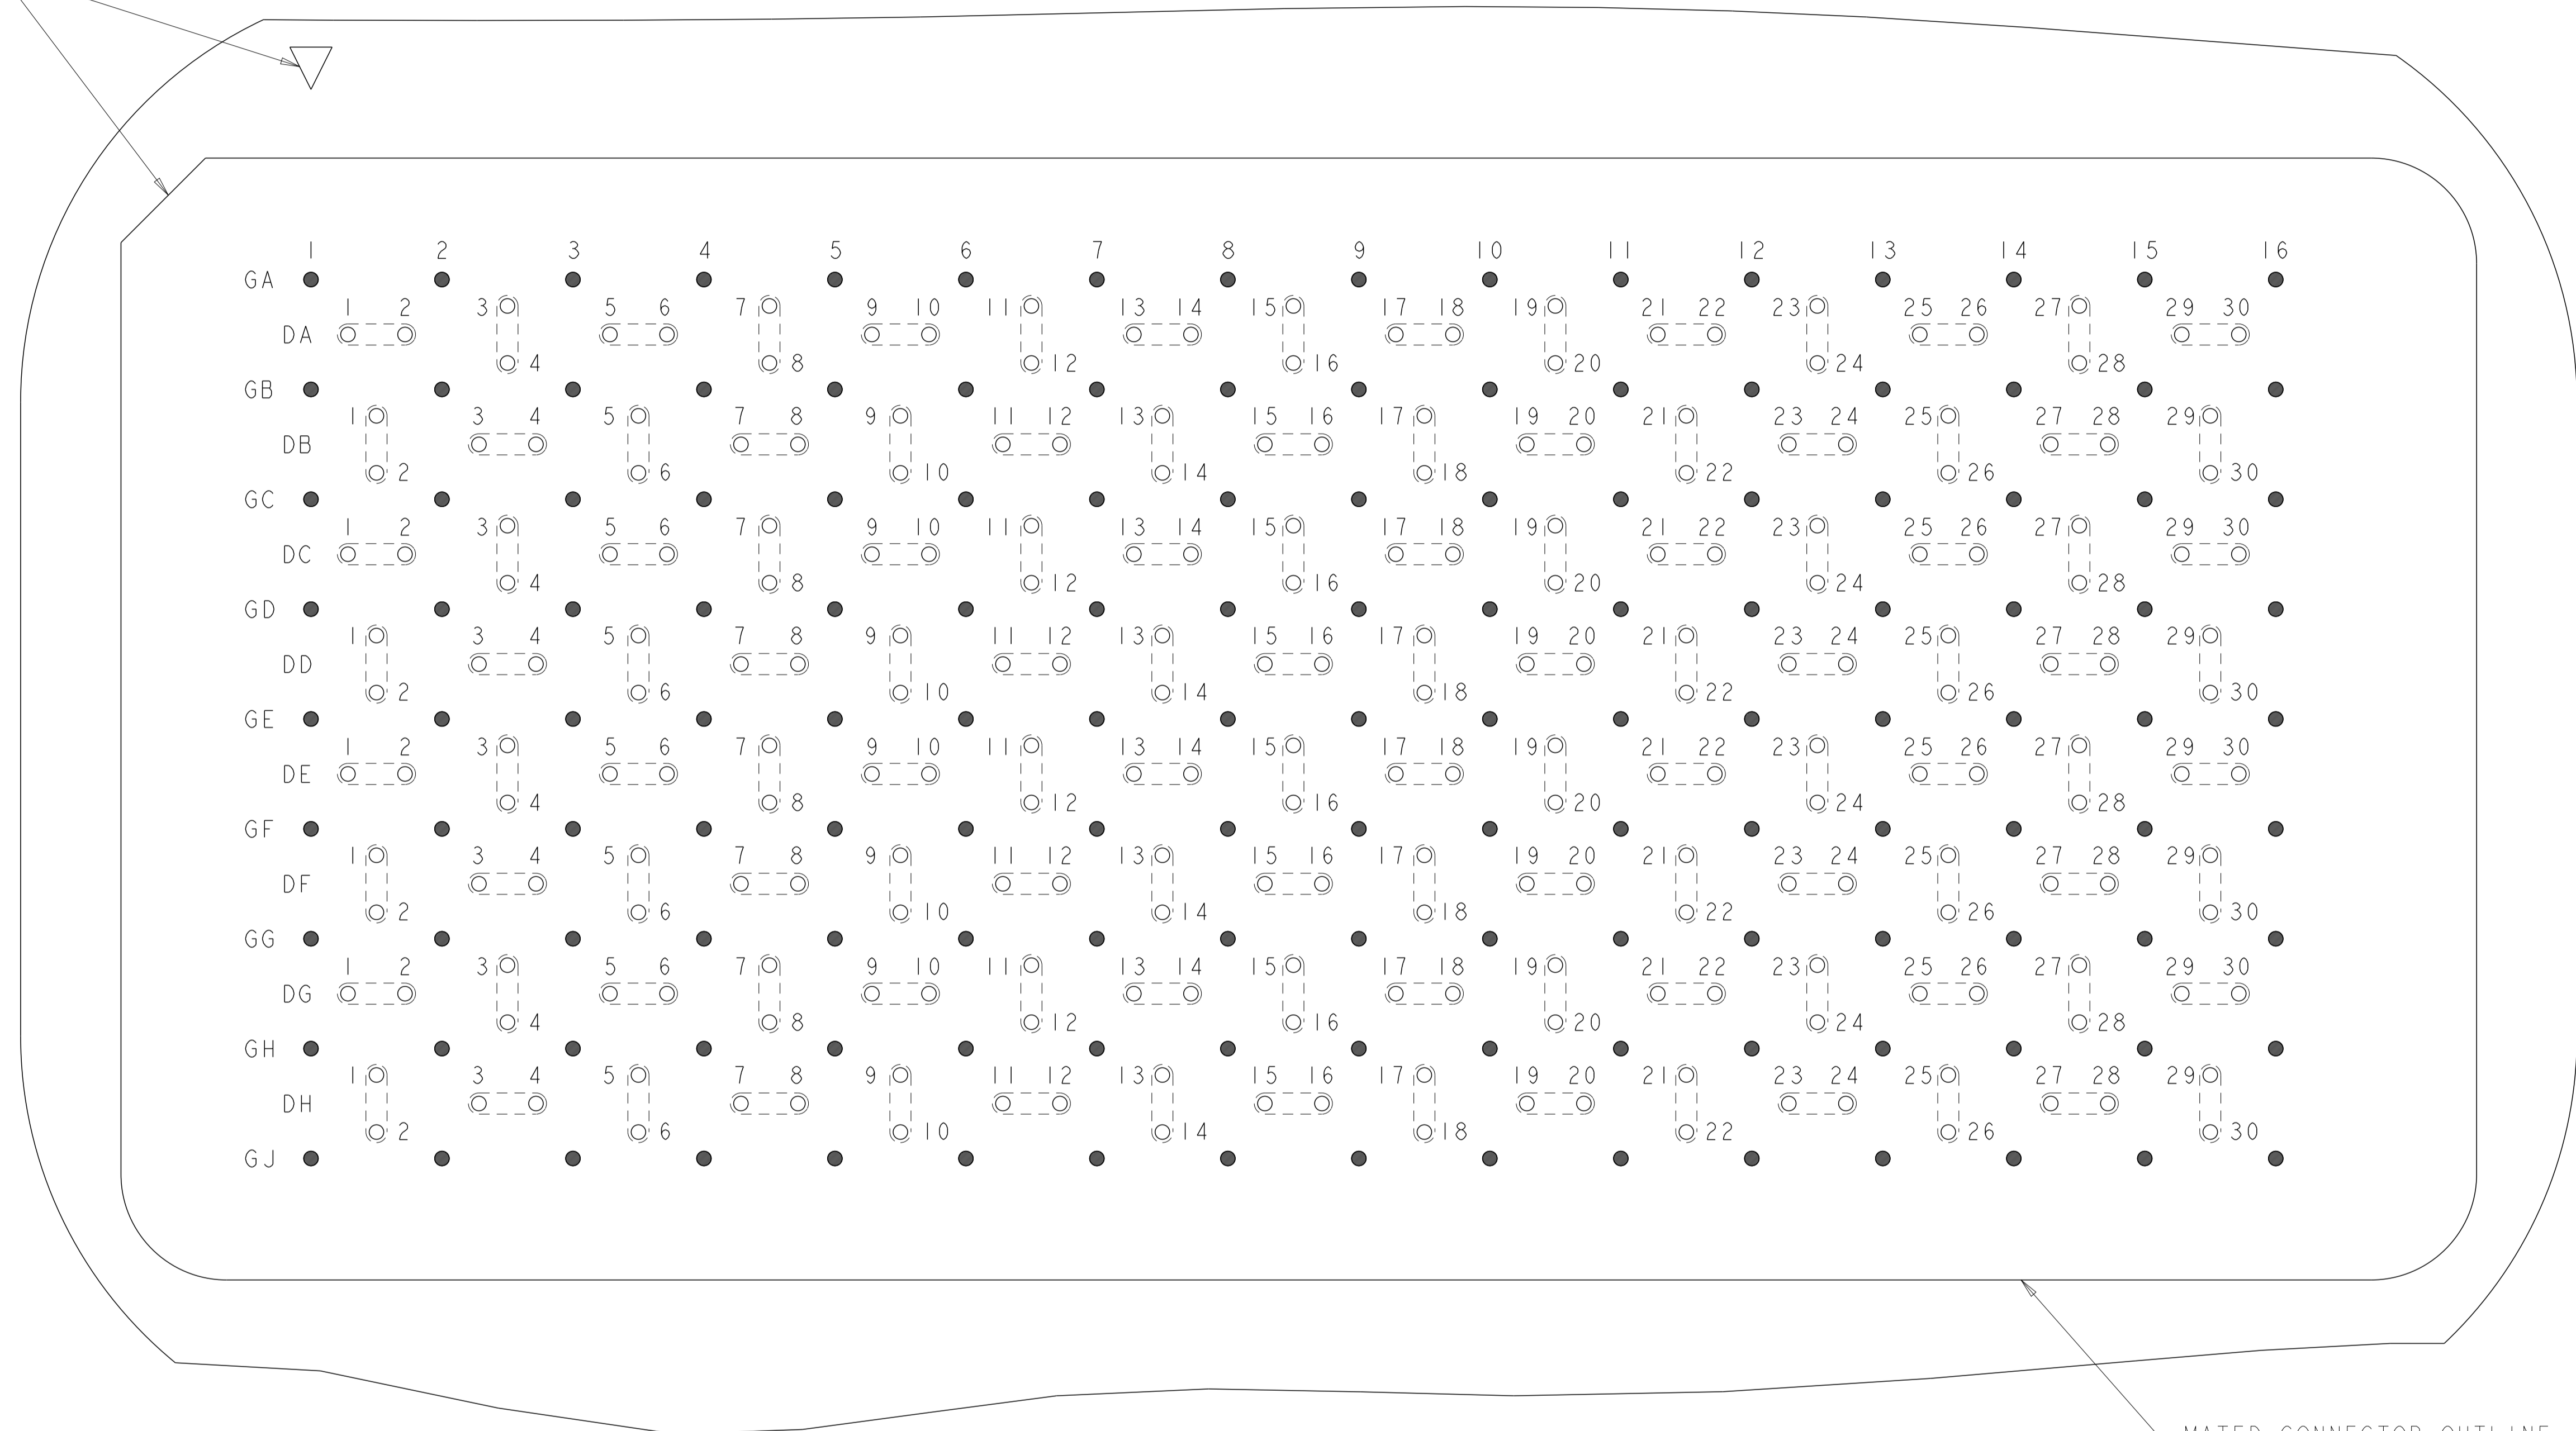 1 2 3 4 5 6 7 8 9 10 11 12 13 14 15 16
GA
1 2 3 5 6 7 9 10 11 13 14 15 17 18 19 21 22 23 25 26 27 29 30
DA
4 8 12 16 20 24 28
GB
1 3 4 5 7 8 9 11 12 13 15 16 17 19 20 21 23 24 25 27 28 29
DB
2 6 10 14 18 22 26 30
GC
1 2 3 5 6 7 9 10 11 13 14 15 17 18 19 21 22 23 25 26 27 29 30
DC
4 8 12 16 20 24 28
GD
1 3 4 5 7 8 9 11 12 13 15 16 17 19 20 21 23 24 25 27 28 29
DD
2 6 10 14 18 22 26 30
GE
1 2 3 5 6 7 9 10 11 13 14 15 17 18 19 21 22 23 25 26 27 29 30
DE
4 8 12 16 20 24 28
GF
1 3 4 5 7 8 9 11 12 13 15 16 17 19 20 21 23 24 25 27 28 29
DF
2 6 10 14 18 22 26 30
GG
1 2 3 5 6 7 9 10 11 13 14 15 17 18 19 21 22 23 25 26 27 29 30
DG
4 8 12 16 20 24 28
GH
1 3 4 5 7 8 9 11 12 13 15 16 17 19 20 21 23 24 25 27 28 29
DH
2 6 10 14 18 22 26 30
GJ
MATED CONNECTOR OUTLINE